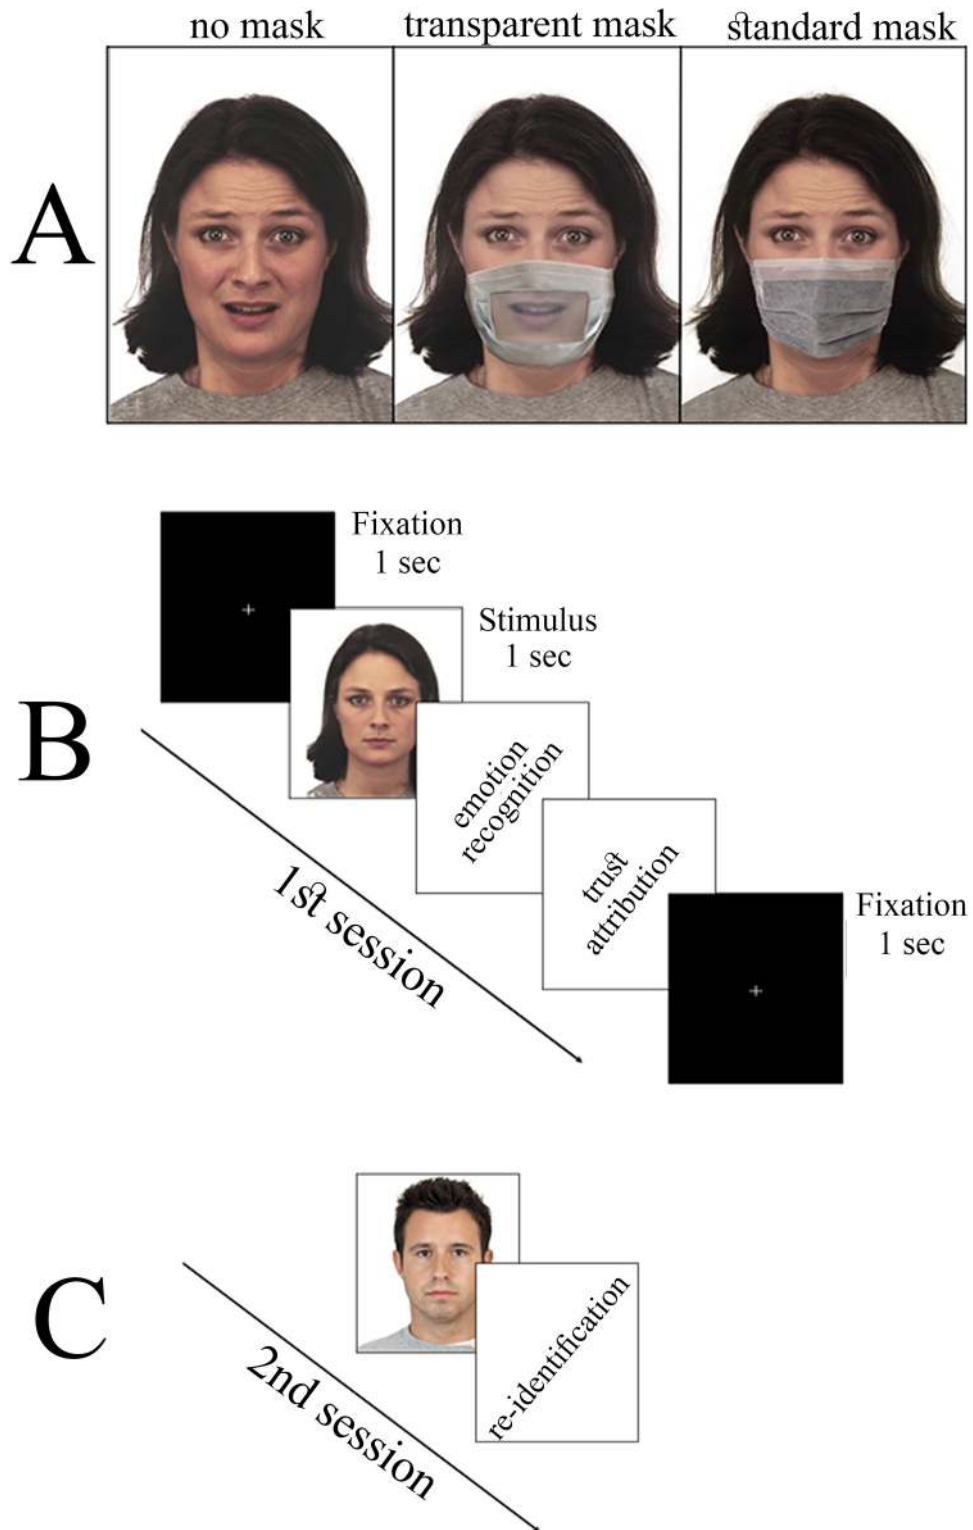 no mask
transparent mask
standard mask
A
Fixation
1 sec
Stimulus
1 sec
B
emotion
recognition
trust
attribution
1st session
Fixation
1 sec
C
re-identification
2nd session